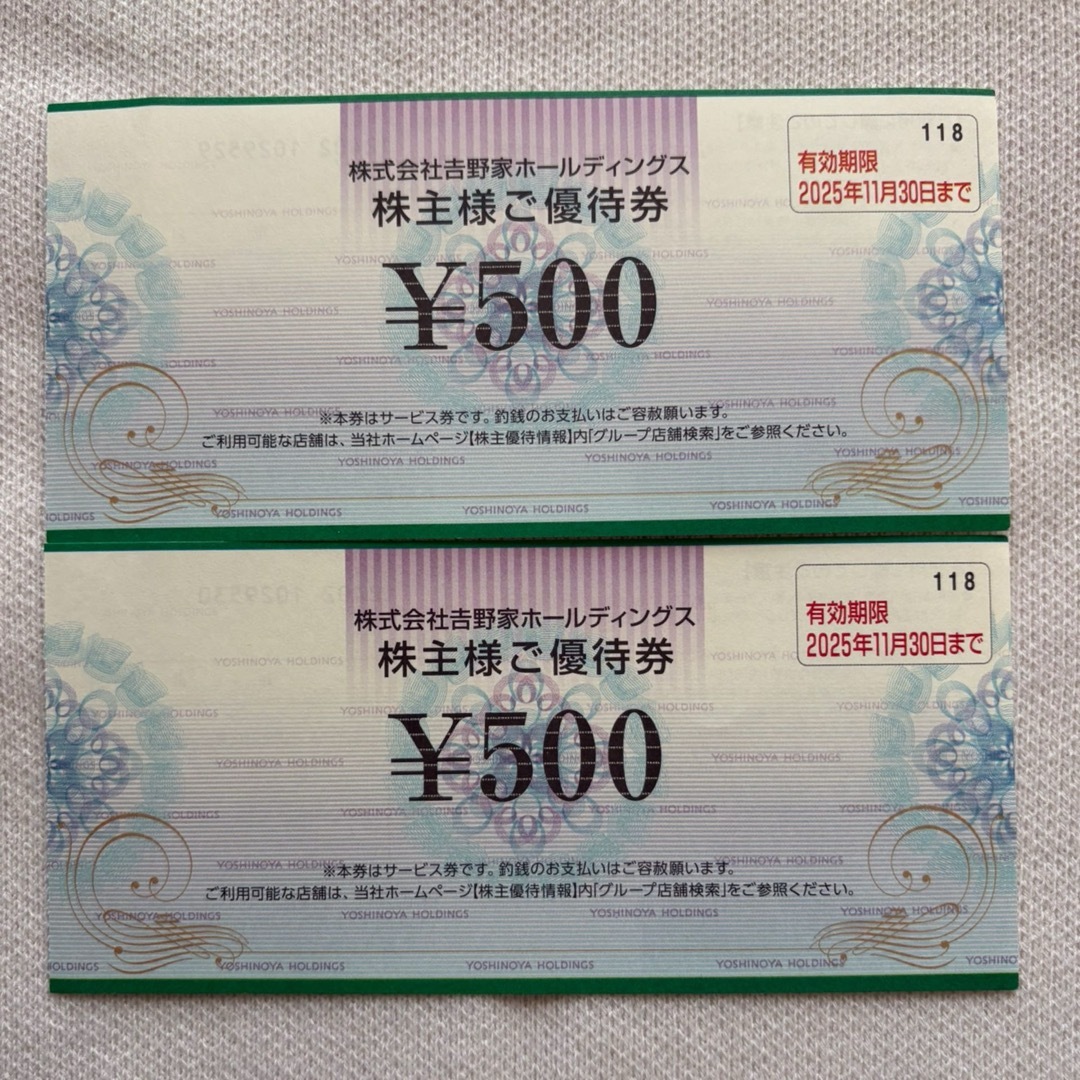 118
有効期限
2025年11月30日まで
株式会社𠮷野家ホールディングス
株主様ご優待券
¥500
※本券はサービス券です。釣銭のお支払いはご容赦願います。
ご利用可能な店舗は、当社ホームページ【株主優待情報】内「グループ店舗検索」をご参照ください。
YOSHINOYA HOLDINGS
118
有効期限
2025年11月30日まで
株式会社𠮷野家ホールディングス
株主様ご優待券
¥500
※本券はサービス券です。釣銭のお支払いはご容赦願います。
ご利用可能な店舗は、当社ホームページ【株主優待情報】内「グループ店舗検索」をご参照ください。
YOSHINOYA HOLDINGS